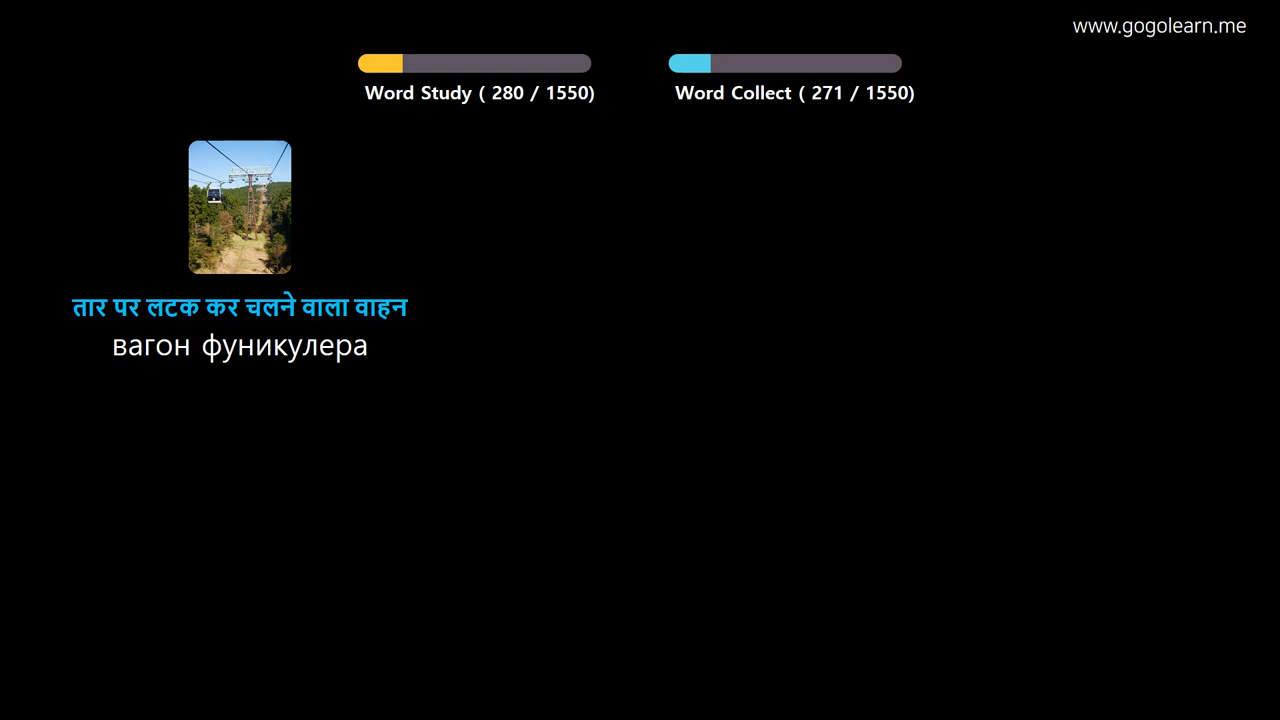 www.gogolearn.me
Word Study ( 280 / 1550)
Word Collect ( 271 / 1550)
तार पर लटक कर चलने वाला वाहन
вагон фуникулера